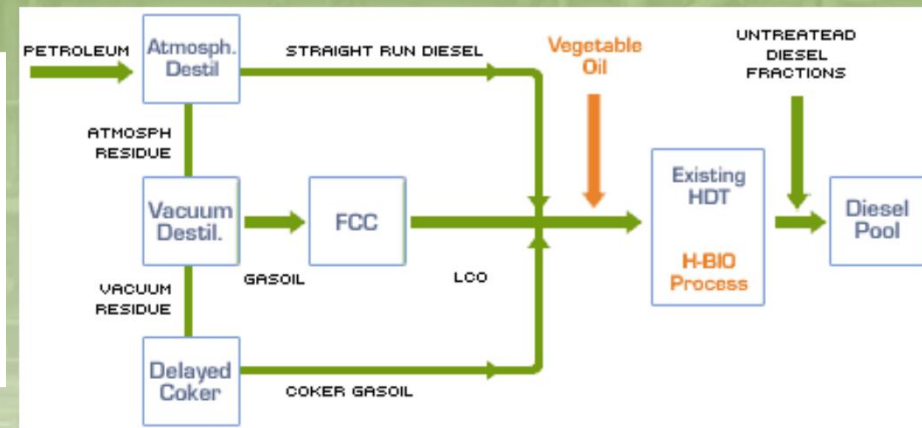 PETROLEUM
Atmosph.
Destil
STRAIGHT RUN DIESEL
Vegetable
Oil
UNTREATEAD
DIESEL
FRACTIONS
ATMOSPH
RESIDUE
Vacuum
Destil.
GASOIL
FCC
LCO
Existing
HDT
H-BIO
Process
Diesel
Pool
VACUUM
RESIDUE
Delayed
Coker
COKER GASOIL